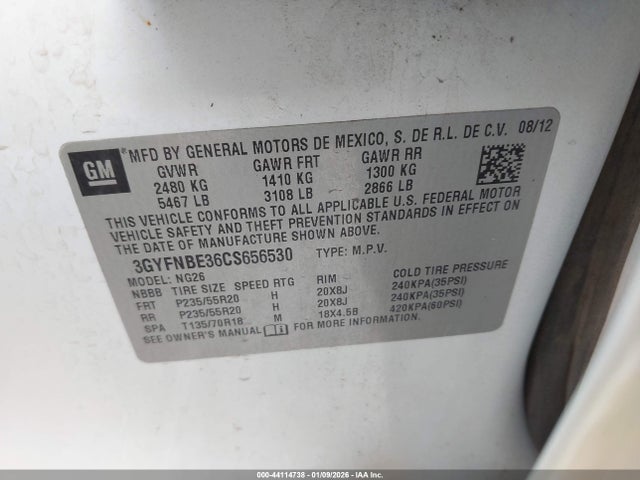 GM
® MFD BY GENERAL MOTORS DE MEXICO, S. DE R.L. DE C.V. 08/12
GVWR GAWR FRT GAWR RR
2480 KG 1410 KG 1300 KG
5467 LB 3108 LB 2866 LB
THIS VEHICLE CONFORMS TO ALL APPLICABLE U.S. FEDERAL MOTOR
VEHICLE SAFETY AND THEFT PREVENTION STANDARDS IN EFFECT ON
THE DATE OF MANUFACTURE SHOWN ABOVE.
3GYFNBE36CS656530 TYPE: M.P.V.
MODEL: NG26
NBBB TIRE SIZE SPEED RTG RIM COLD TIRE PRESSURE
FRT P235/55R20 H 20X8J 240KPA(35PSI)
RR P235/55R20 H 20X8J 240KPA(35PSI)
SPA T135/70R18 M 18X4.5B 420KPA(60PSI)
SEE OWNER'S MANUAL FOR MORE INFORMATION
000-44114738 - 01/09/2026 - IAA Inc.